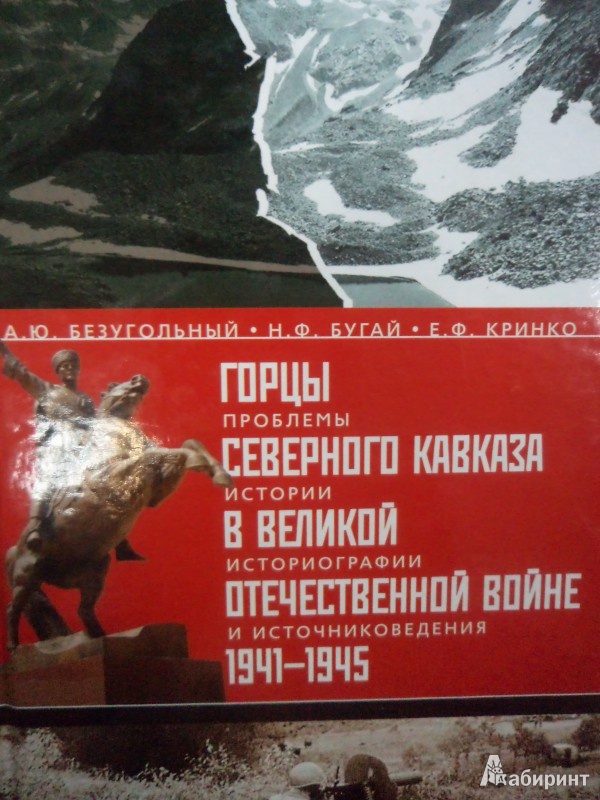 А.Ю. БЕЗУГОЛЬНЫЙ • Н.Ф. БУГАЙ • Е.Ф. КРИНКО
ГОРЦЫ
ПРОБЛЕМЫ
СЕВЕРНОГО КАВКАЗА
ИСТОРИИ
В ВЕЛИКОЙ
ИСТОРИОГРАФИИ
ОТЕЧЕСТВЕННОЙ ВОЙНЕ
И ИСТОЧНИКОВЕДЕНИЯ
1941–1945
Лабиринт